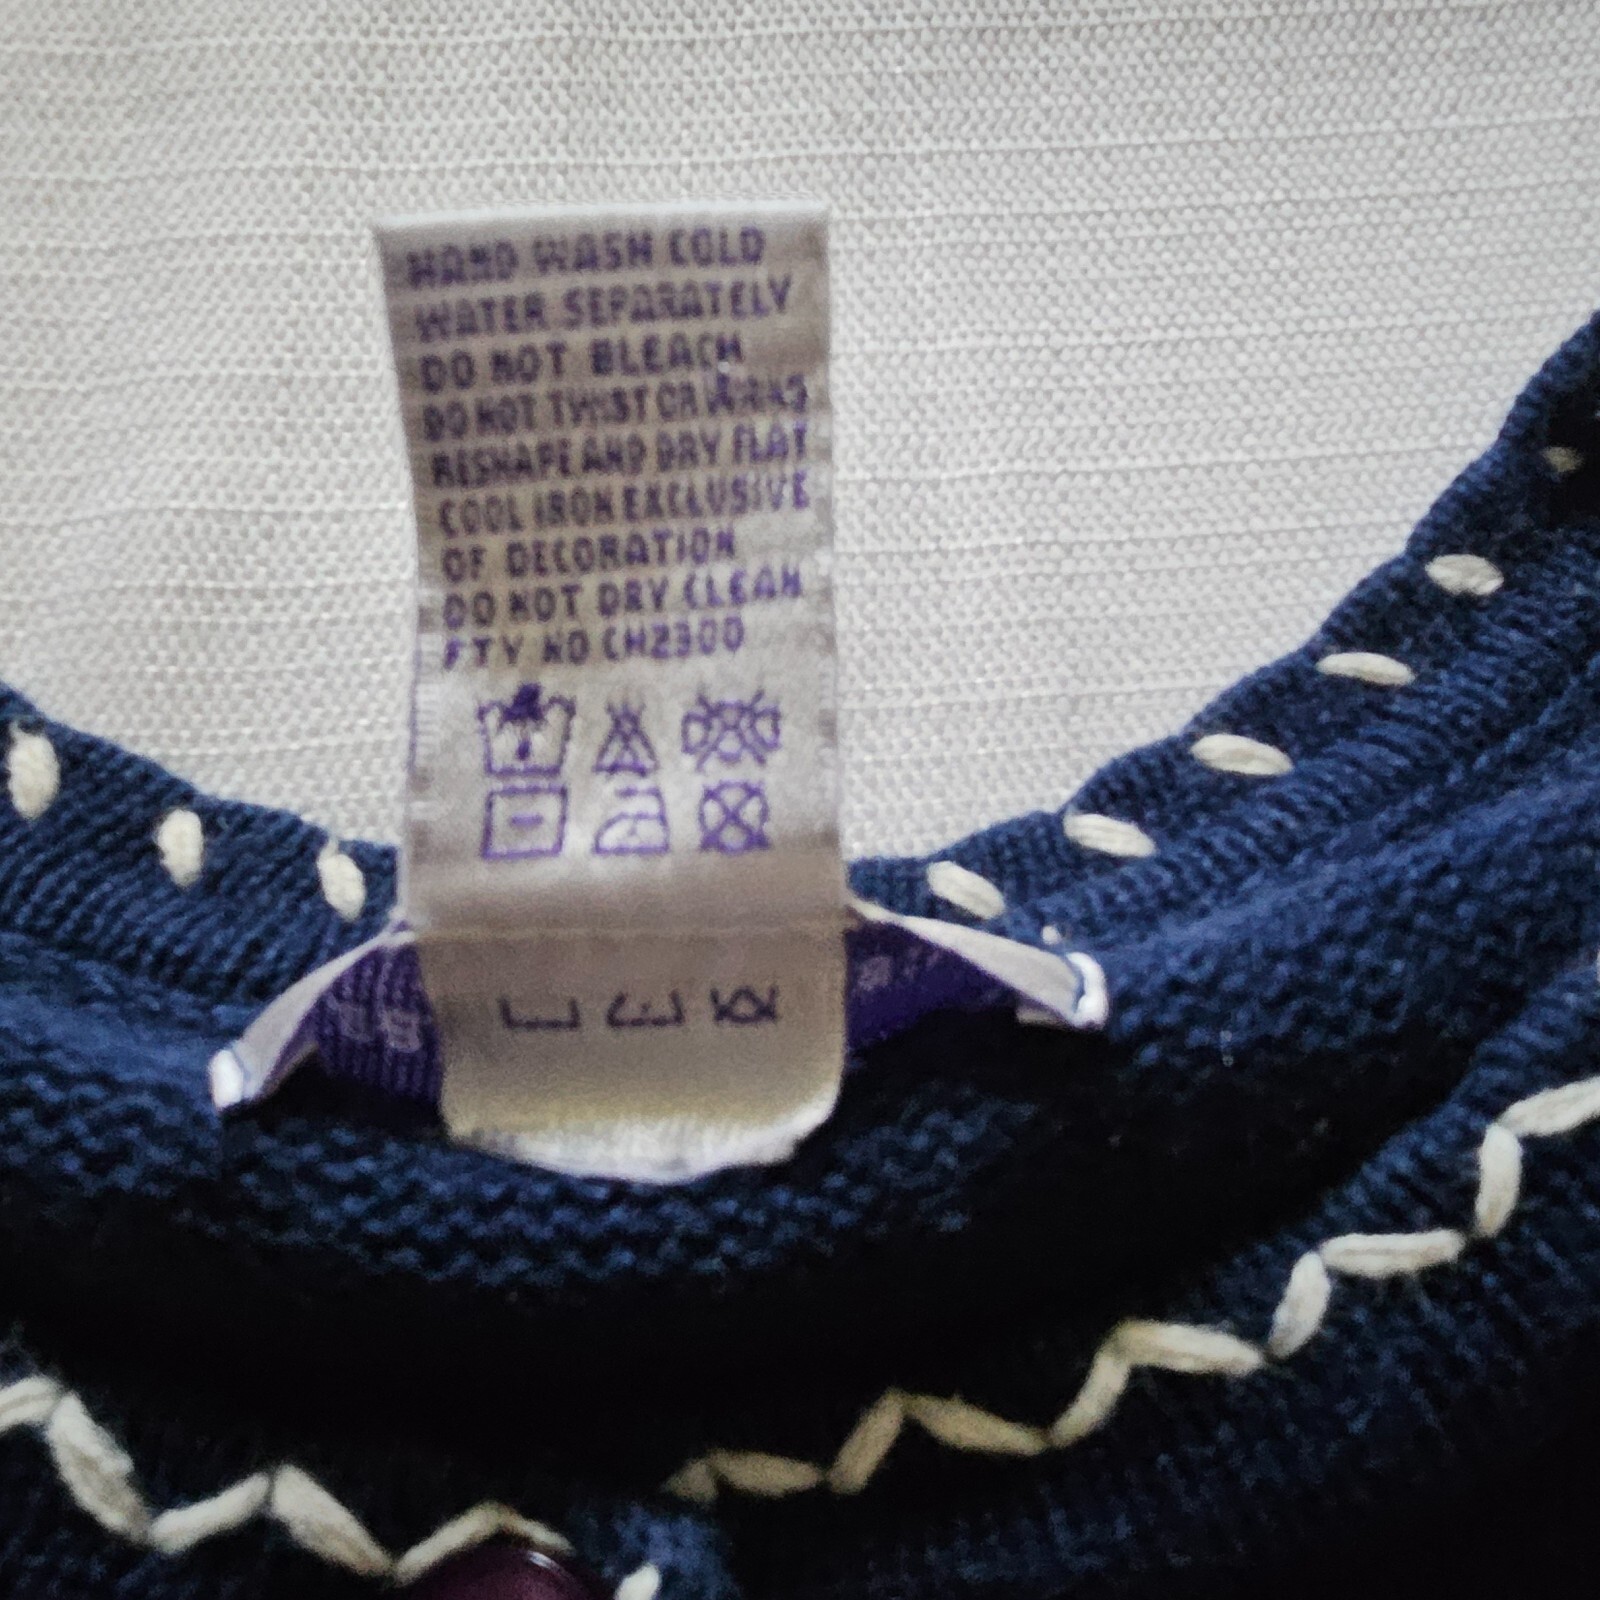 HAND WASH COLD
WATER SEPARATELY
DO NOT BLEACH
DO NOT TWIST OR WRING
RESHAPE AND DRY FLAT
COOL IRON EXCLUSIVE
OF DECORATION
DO NOT DRY CLEAN
FTY NO CH2300